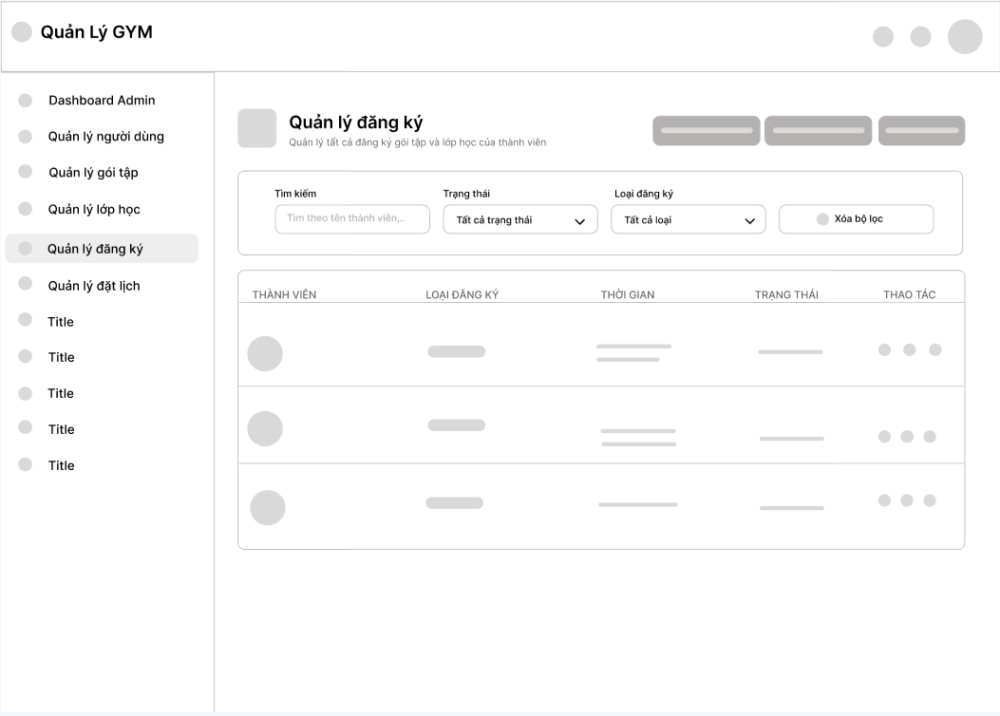 Quản Lý GYM
Dashboard Admin
Quản lý người dùng
Quản lý gói tập
Quản lý lớp học
Quản lý đăng ký
Quản lý đặt lịch
Title
Title
Title
Title
Title
Quản lý đăng ký
Quản lý tất cả đăng ký gói tập và lớp học của thành viên
Tìm kiếm
Trạng thái
Loại đăng ký
Tìm theo tên thành viên,..
Tất cả trạng thái
Tất cả loại
Xóa bộ lọc
THÀNH VIÊN
LOẠI ĐĂNG KÝ
THỜI GIAN
TRẠNG THÁI
THAO TÁC